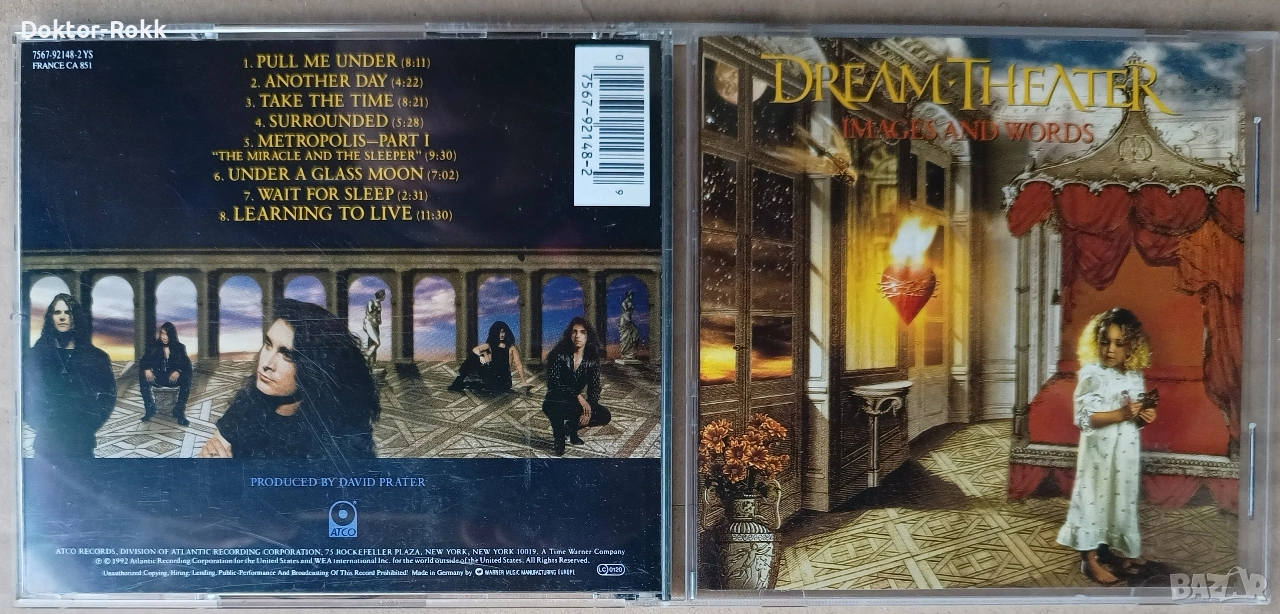 Doktor-Rokk
7567-92148-2 YS
FRANCE CA 851
1. PULL ME UNDER (8:11)
2. ANOTHER DAY (4:22)
3. TAKE THE TIME (8:21)
4. SURROUNDED (5:28)
5. METROPOLIS—PART I
"THE MIRACLE AND THE SLEEPER" (9:30)
6. UNDER A GLASS MOON (7:02)
7. WAIT FOR SLEEP (2:31)
8. LEARNING TO LIVE (11:30)
0
7567-92148-2
9
PRODUCED BY DAVID PRATER
ATCO
ATCO RECORDS, DIVISION OF ATLANTIC RECORDING CORPORATION, 75 ROCKEFELLER PLAZA, NEW YORK, NEW YORK 10019. A Time Warner Company
℗ © 1992 Atlantic Recording Corporation for the United States and WEA International Inc. for the world outside of the United States. All Rights Reserved.
Unauthorized Copying, Hiring, Lending, Public Performance And Broadcasting Of This Record Prohibited. Made in Germany by WARNER MUSIC MANUFACTURING EUROPE
LC 0120
DREAM THEATER
IMAGES AND WORDS
BAZAR